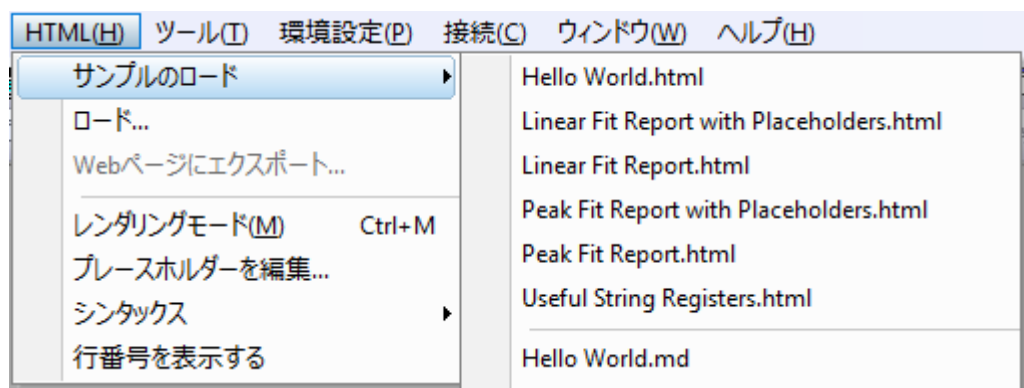 HTML(H) ツール(T) 環境設定(P) 接続(C) ウィンドウ(W) ヘルプ(H)
サンプルのロード
ロード...
Webページにエクスポート...
レンダリングモード(M) Ctrl+M
プレースホルダーを編集...
シンタックス
行番号を表示する
Hello World.html
Linear Fit Report with Placeholders.html
Linear Fit Report.html
Peak Fit Report with Placeholders.html
Peak Fit Report.html
Useful String Registers.html
Hello World.md